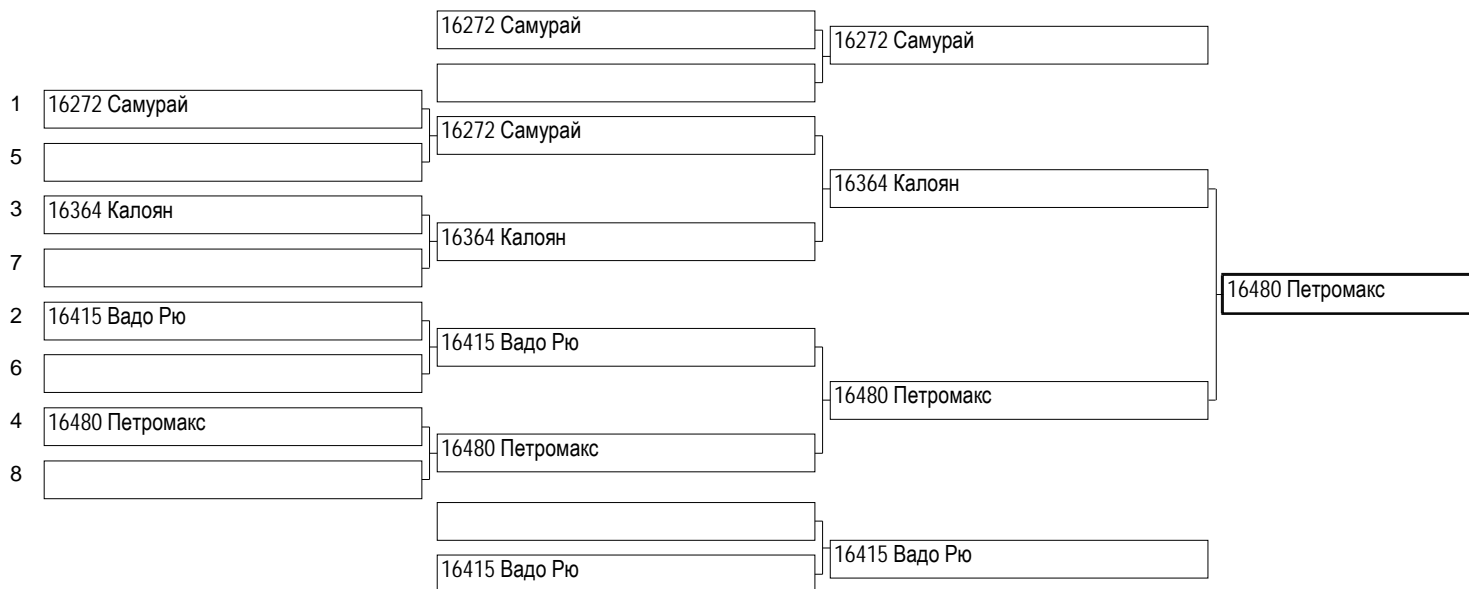 16272 Самурай
16272 Самурай
1 16272 Самурай
16272 Самурай
5
16364 Калоян
3 16364 Калоян
16364 Калоян
7
16480 Петромакс
2 16415 Вадо Рю
16415 Вадо Рю
6
16480 Петромакс
4 16480 Петромакс
16480 Петромакс
8
16415 Вадо Рю
16415 Вадо Рю